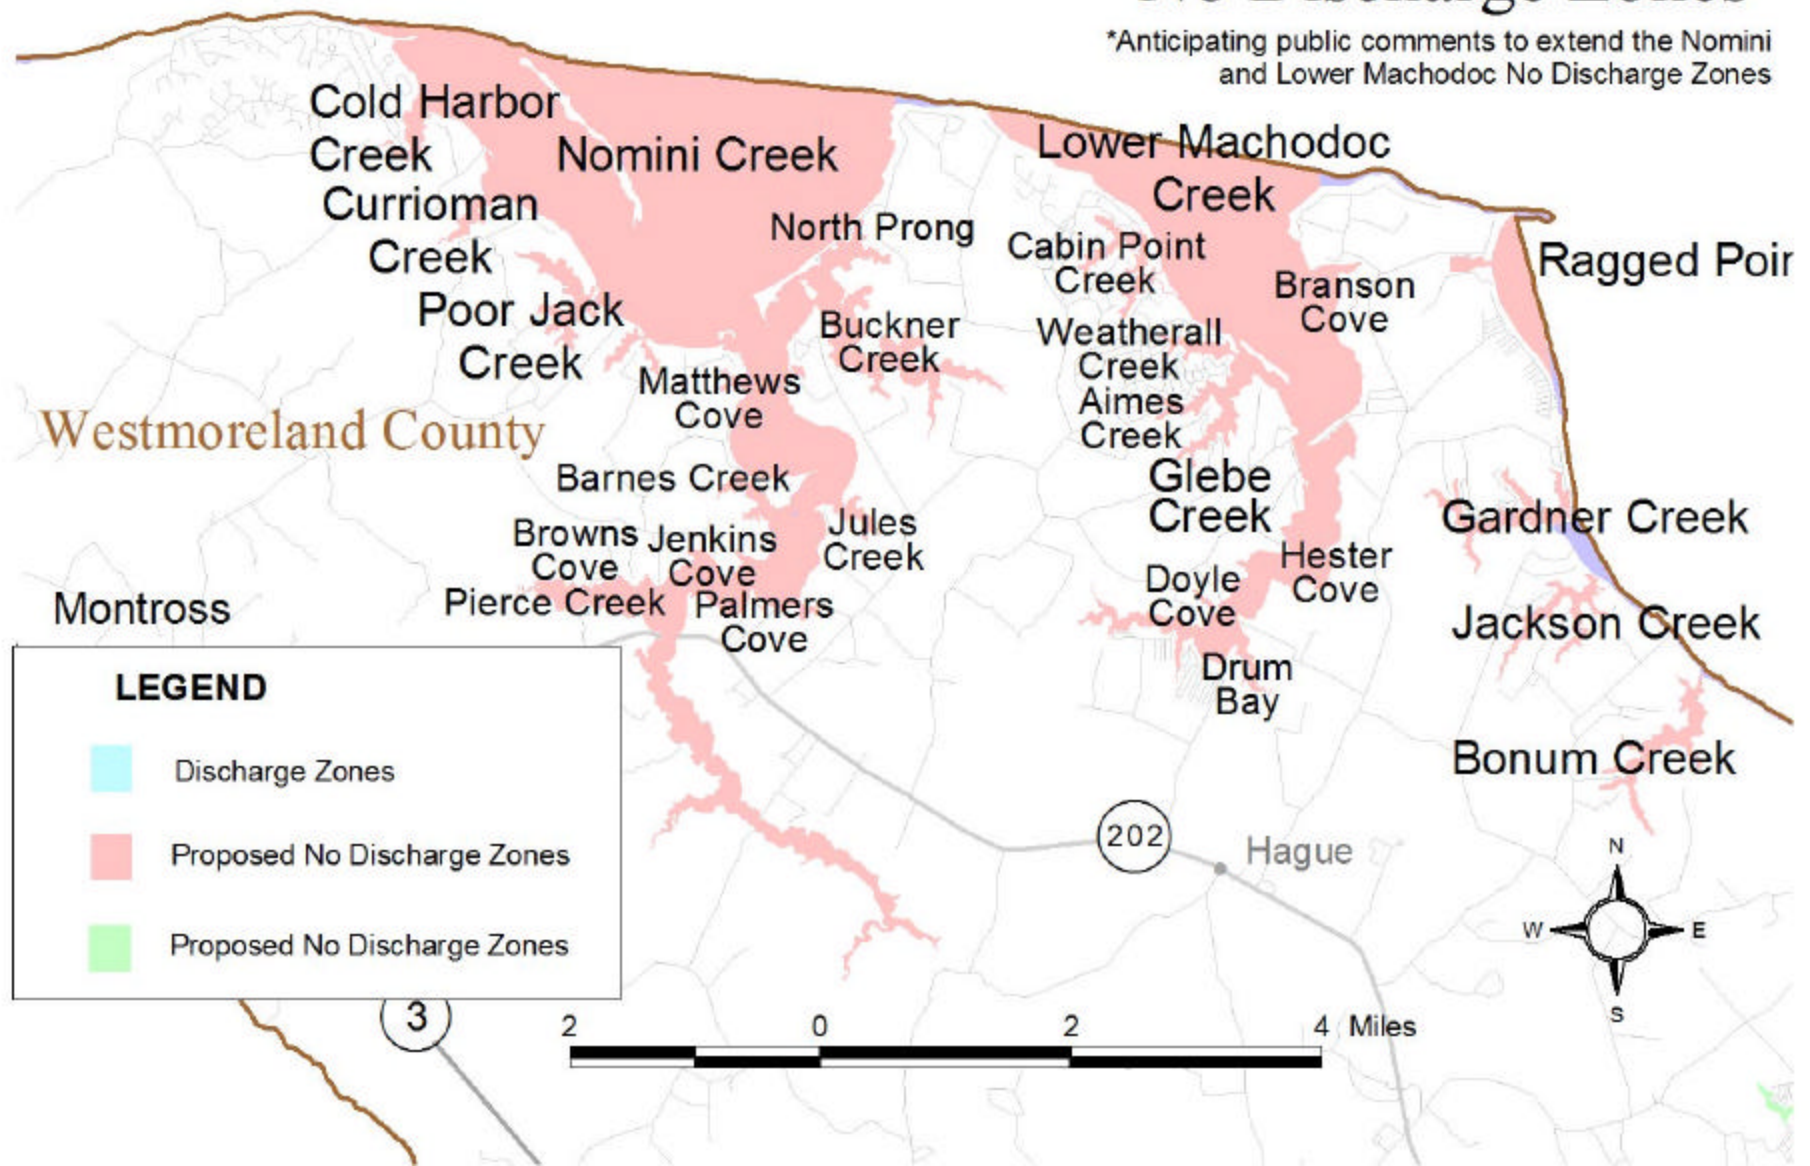 No Discharge Zones
*Anticipating public comments to extend the Nomini
and Lower Machodoc No Discharge Zones
Cold Harbor
Creek
Nomini Creek
Lower Machodoc
Creek
Currioman
Creek
North Prong
Cabin Point
Creek
Ragged Poin
Branson
Cove
Poor Jack
Creek
Buckner
Creek
Weatherall
Creek
Matthews
Cove
Aimes
Creek
Westmoreland County
Barnes Creek
Glebe
Creek
Gardner Creek
Browns
Cove
Jenkins
Cove
Jules
Creek
Hester
Cove
Doyle
Cove
Pierce Creek
Palmers
Cove
Montross
Jackson Creek
Drum
Bay
Bonum Creek
LEGEND
Discharge Zones
Proposed No Discharge Zones
Proposed No Discharge Zones
202
Hague
N
W
E
S
3
2 0 2 4 Miles